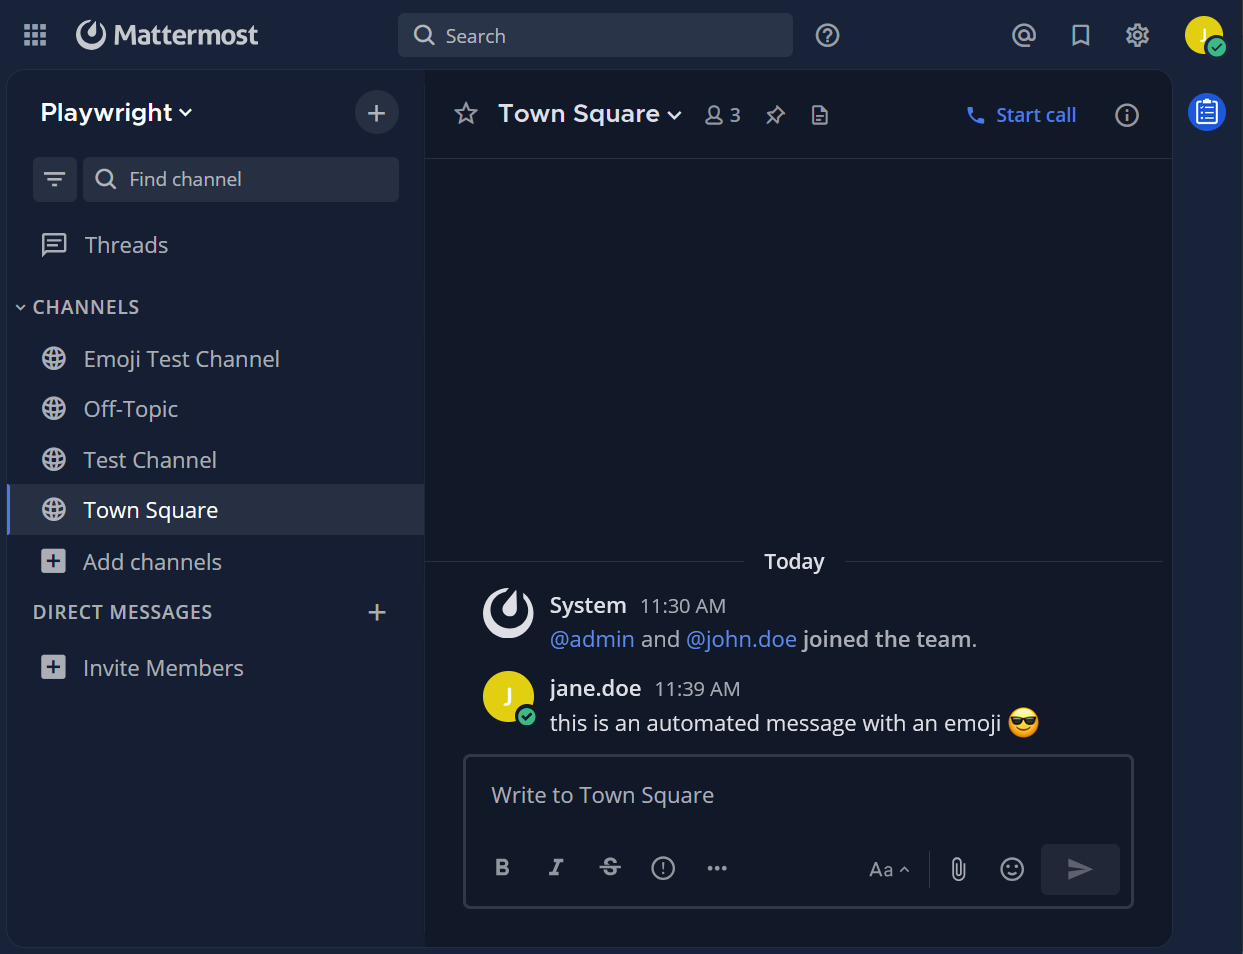 Mattermost
Search
J
Playwright
Find channel
Threads
CHANNELS
Emoji Test Channel
Off-Topic
Test Channel
Town Square
Add channels
DIRECT MESSAGES
Invite Members
Town Square
3
Start call
Today
System 11:30 AM
@admin and @john.doe joined the team.
J
jane.doe 11:39 AM
this is an automated message with an emoji 😎
Write to Town Square
B I S Aa